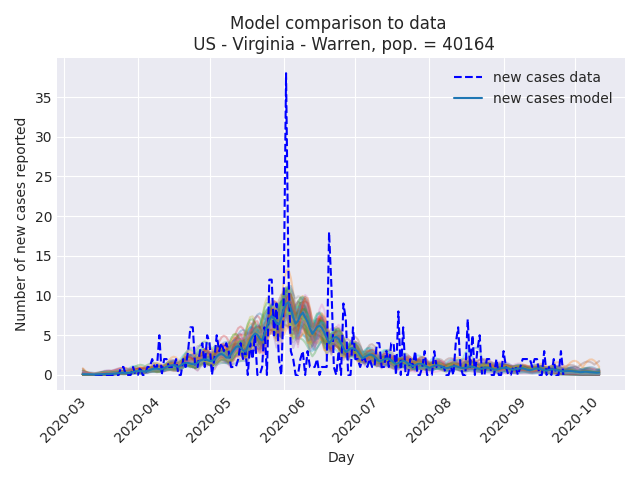 Model comparison to data
US - Virginia - Warren, pop. = 40164
new cases data
new cases model
Number of new cases reported
35
30
25
20
15
10
5
0
2020-03
2020-04
2020-05
2020-06
2020-07
2020-08
2020-09
2020-10
Day